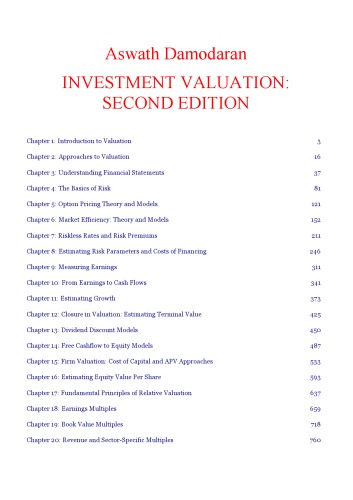 Aswath Damodaran
INVESTMENT VALUATION:
SECOND EDITION
Chapter 1: Introduction to Valuation 3
Chapter 2: Approaches to Valuation 16
Chapter 3: Understanding Financial Statements 37
Chapter 4: The Basics of Risk 81
Chapter 5: Option Pricing Theory and Models 121
Chapter 6: Market Efficiency: Theory and Models 152
Chapter 7: Riskless Rates and Risk Premiums 211
Chapter 8: Estimating Risk Parameters and Costs of Financing 246
Chapter 9: Measuring Earnings 311
Chapter 10: From Earnings to Cash Flows 341
Chapter 11: Estimating Growth 373
Chapter 12: Closure in Valuation: Estimating Terminal Value 425
Chapter 13: Dividend Discount Models 450
Chapter 14: Free Cashflow to Equity Models 487
Chapter 15: Firm Valuation: Cost of Capital and APV Approaches 533
Chapter 16: Estimating Equity Value Per Share 593
Chapter 17: Fundamental Principles of Relative Valuation 637
Chapter 18: Earnings Multiples 659
Chapter 19: Book Value Multiples 718
Chapter 20: Revenue and Sector-Specific Multiples 760